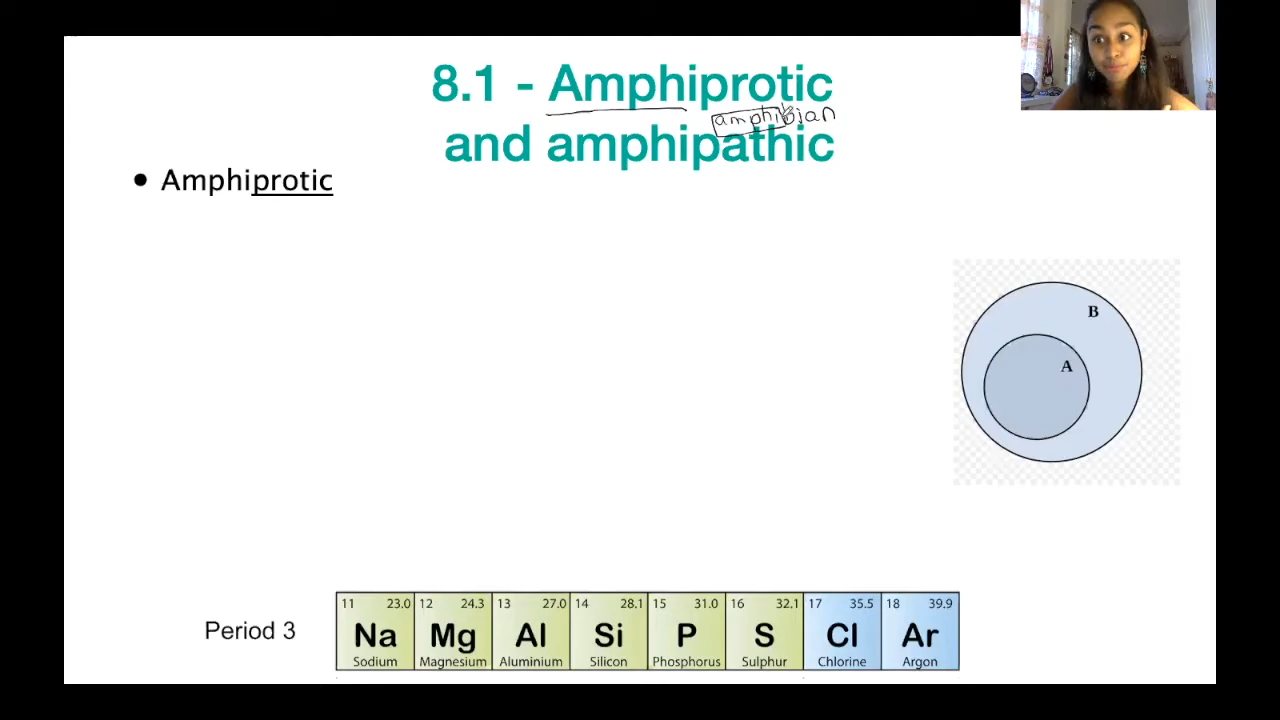 8.1 - Amphiprotic
amphibian
and amphipathic
• Amphiprotic
B
A
Period 3
11 23.0 12 24.3 13 27.0 14 28.1 15 31.0 16 32.1 17 35.5 18 39.9
Na Mg Al Si P S Cl Ar
Sodium Magnesium Aluminium Silicon Phosphorus Sulphur Chlorine Argon